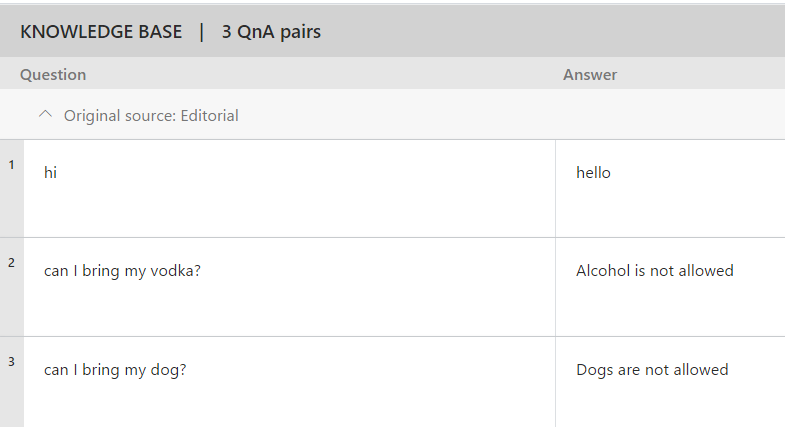 KNOWLEDGE BASE | 3 QnA pairs
Question Answer
Original source: Editorial
1 hi hello
2 can I bring my vodka? Alcohol is not allowed
3 can I bring my dog? Dogs are not allowed